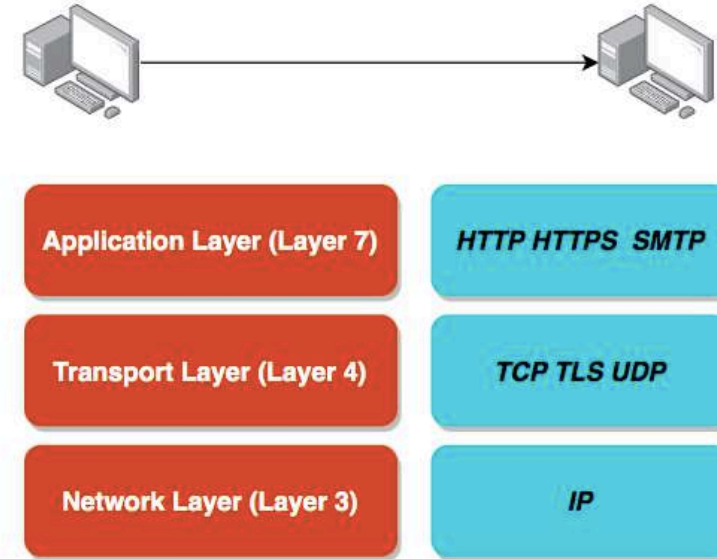 Application Layer (Layer 7)
HTTP HTTPS SMTP
Transport Layer (Layer 4)
TCP TLS UDP
Network Layer (Layer 3)
IP